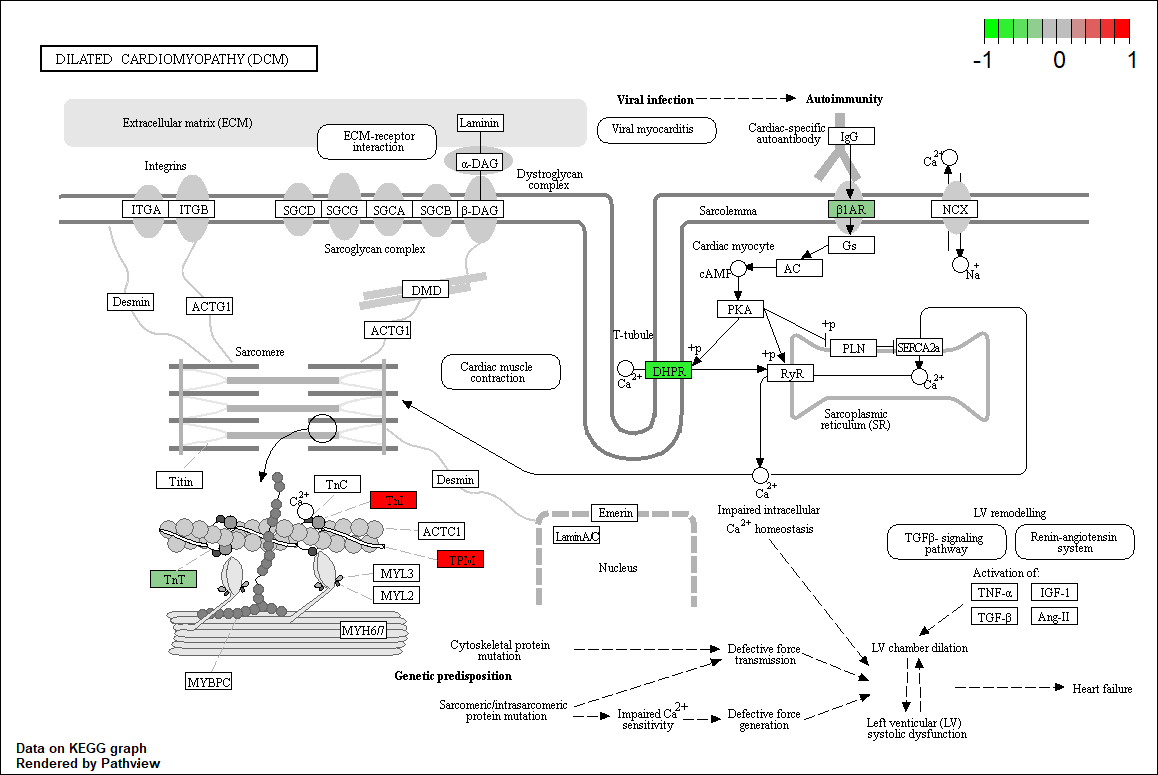 -1 0 1
DILATED CARDIOMYOPATHY (DCM)
Viral infection
Autoimmunity
Extracellular matrix (ECM)
ECM-receptor
interaction
Laminin
α-DAG
Viral myocarditis
Cardiac-specific
autoantibody
IgG
Ca2+
Integrins
Dystroglycan
complex
ITGA
ITGB
SGCD
SGCG
SGCA
SGCB
β-DAG
Sarcolemma
β1AR
NCX
Sarcoglycan complex
Cardiac myocyte
Gs
cAMP
AC
Na+
Desmin
ACTG1
DMD
ACTG1
PKA
T-tubule
+p
+p
+p
PLN
SERCA2a
Sarcomere
Cardiac muscle
contraction
Ca2+
DHPR
RyR
Ca2+
Sarcoplasmic
reticulum (SR)
Titin
TnC
Desmin
Ca2+
TnI
Ca2+
ACTC1
Emerin
LaminA/C
Nucleus
Impaired intracellular
Ca2+ homeostasis
LV remodelling
TGFβ- signaling
pathway
Renin-angiotensin
system
TPM
TnT
MYL3
MYL2
Activation of:
TNF-α
IGF-1
TGF-β
Ang-II
MYH6/7
MYBPC
Cytoskeletal protein
mutation
Defective force
transmission
LV chamber dilation
Genetic predisposition
Sarcomeric/intrasarcomeric
protein mutation
Impaired Ca2+
sensitivity
Defective force
generation
Heart failure
Left venticular (LV)
systolic dysfunction
Data on KEGG graph
Rendered by Pathview